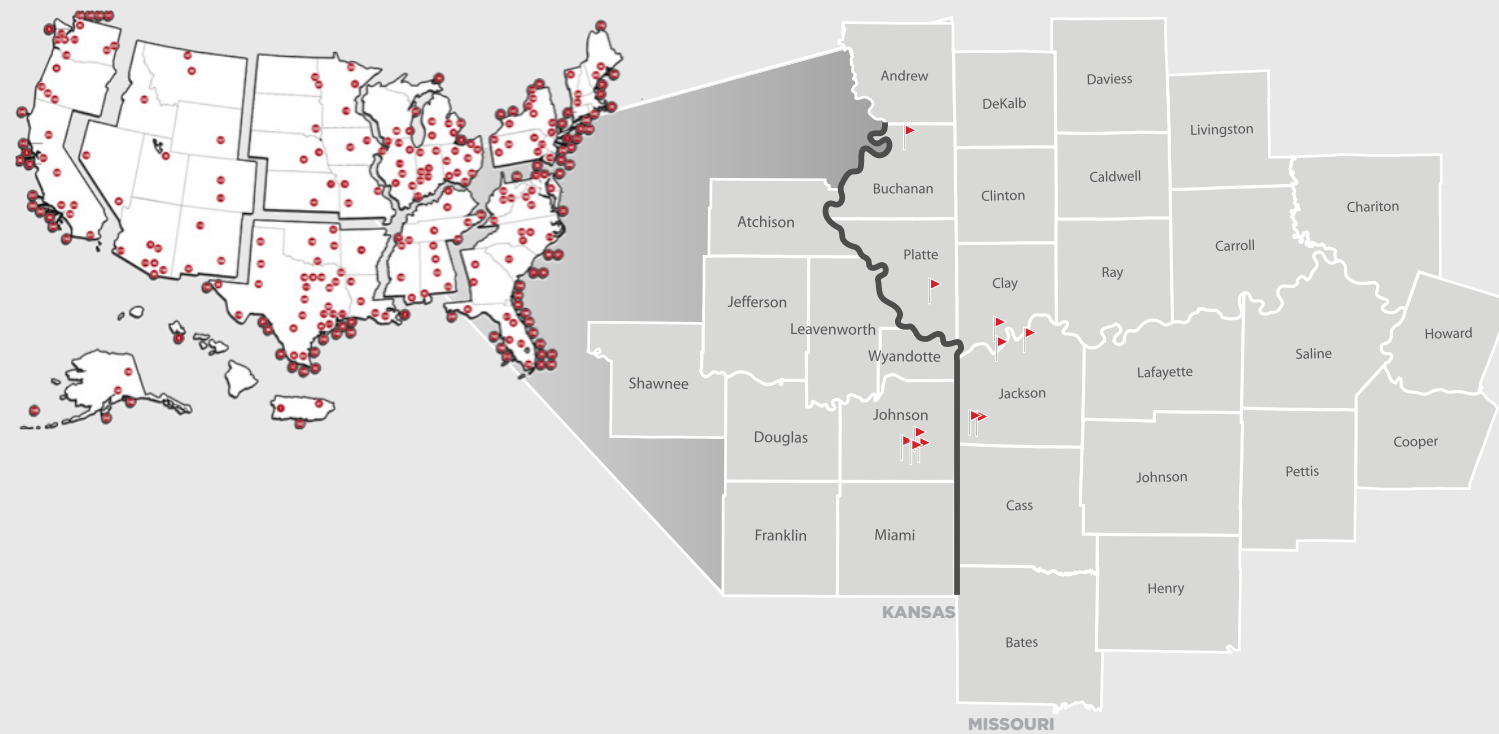 Andrew
Daviess
DeKalb
Livingston
Buchanan
Clinton
Caldwell
Chariton
Atchison
Platte
Clay
Ray
Carroll
Jefferson
Leavenworth
Wyandotte
Howard
Saline
Shawnee
Lafayette
Jackson
Johnson
Douglas
Cooper
Cass
Johnson
Pettis
Franklin
Miami
Henry
KANSAS
Bates
MISSOURI